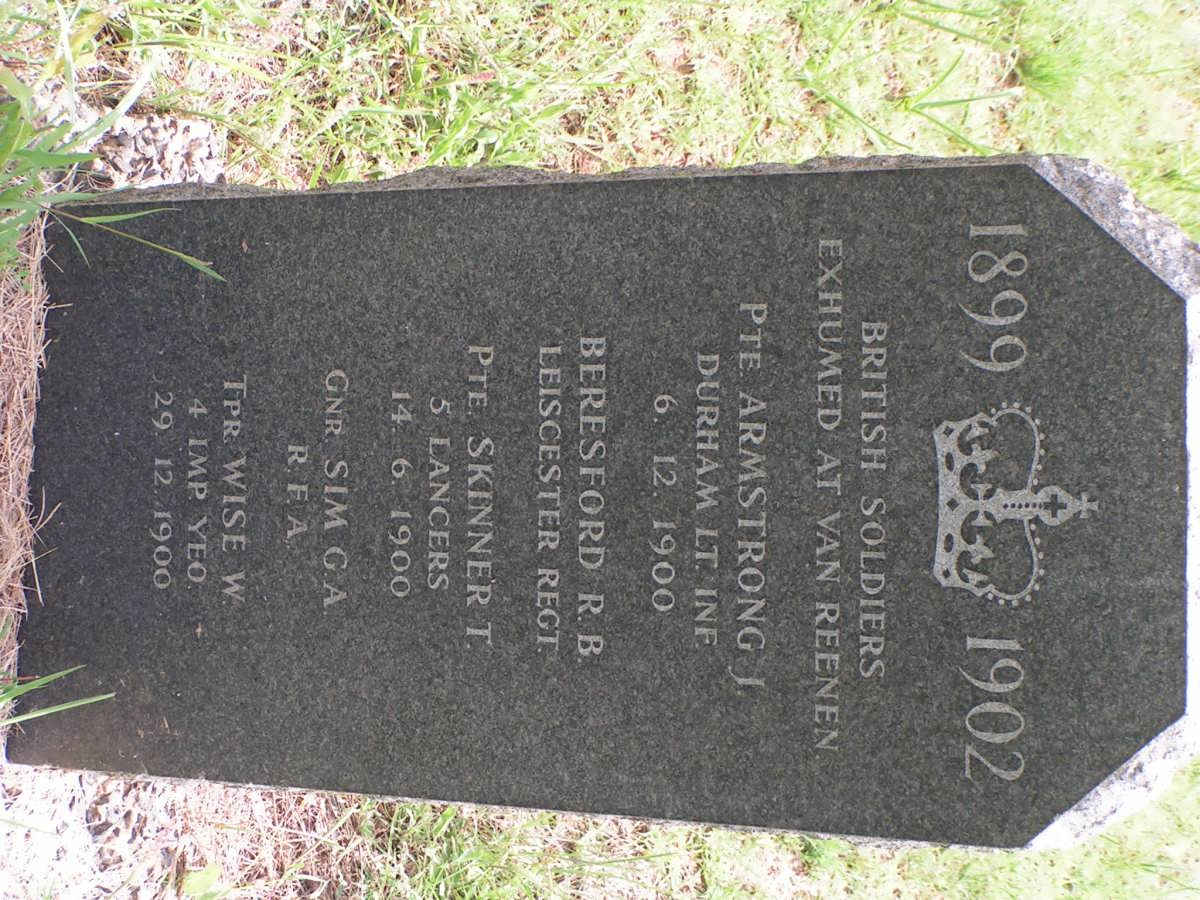 1899 1902
BRITISH SOLDIERS
EXHUMED AT VAN REENEN
PTE ARMSTRONG J
DURHAM LT. INF.
6. 12. 1900
BERESFORD R. B.
LEISCESTER REGT.
PTE. SKINNER T.
5 LANCERS
14. 6. 1900
GNR SIM G A
R. F. A.
TPR WISE W
4 IMP. YEO
29. 12. 1900